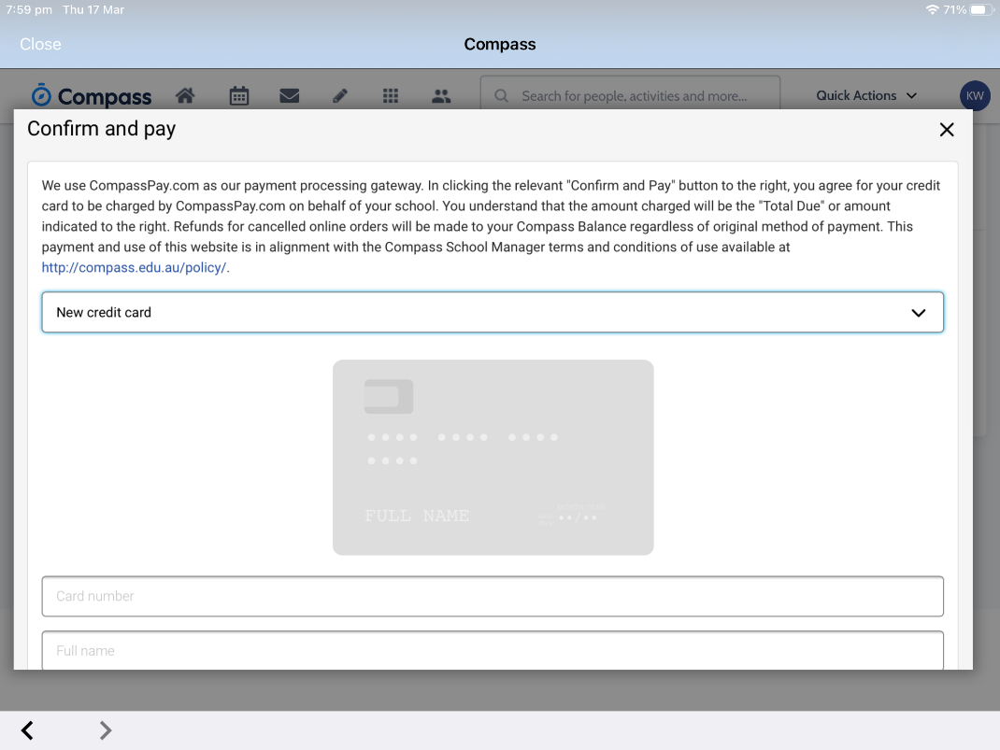 7:59 pm Thu 17 Mar 71%
Close Compass
Compass Search for people, activities and more... Quick Actions KW
Confirm and pay
We use CompassPay.com as our payment processing gateway. In clicking the relevant "Confirm and Pay" button to the right, you agree for your credit
card to be charged by CompassPay.com on behalf of your school. You understand that the amount charged will be the "Total Due" or amount
indicated to the right. Refunds for cancelled online orders will be made to your Compass Balance regardless of original method of payment. This
payment and use of this website is in alignment with the Compass School Manager terms and conditions of use available at
http://compass.edu.au/policy/.
New credit card
•••• •••• ••••
••••
FULL NAME ••/••
Card number
Full name